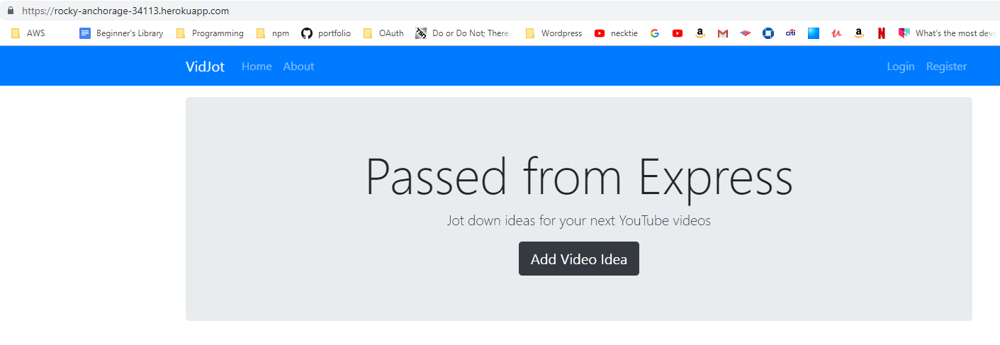 https://rocky-anchorage-34113.herokuapp.com
AWS Beginner's Library Programming npm portfolio OAuth Do or Do Not; There Wordpress necktie citi What's the most deve
VidJot Home About Login Register
Passed from Express
Jot down ideas for your next YouTube videos
Add Video Idea